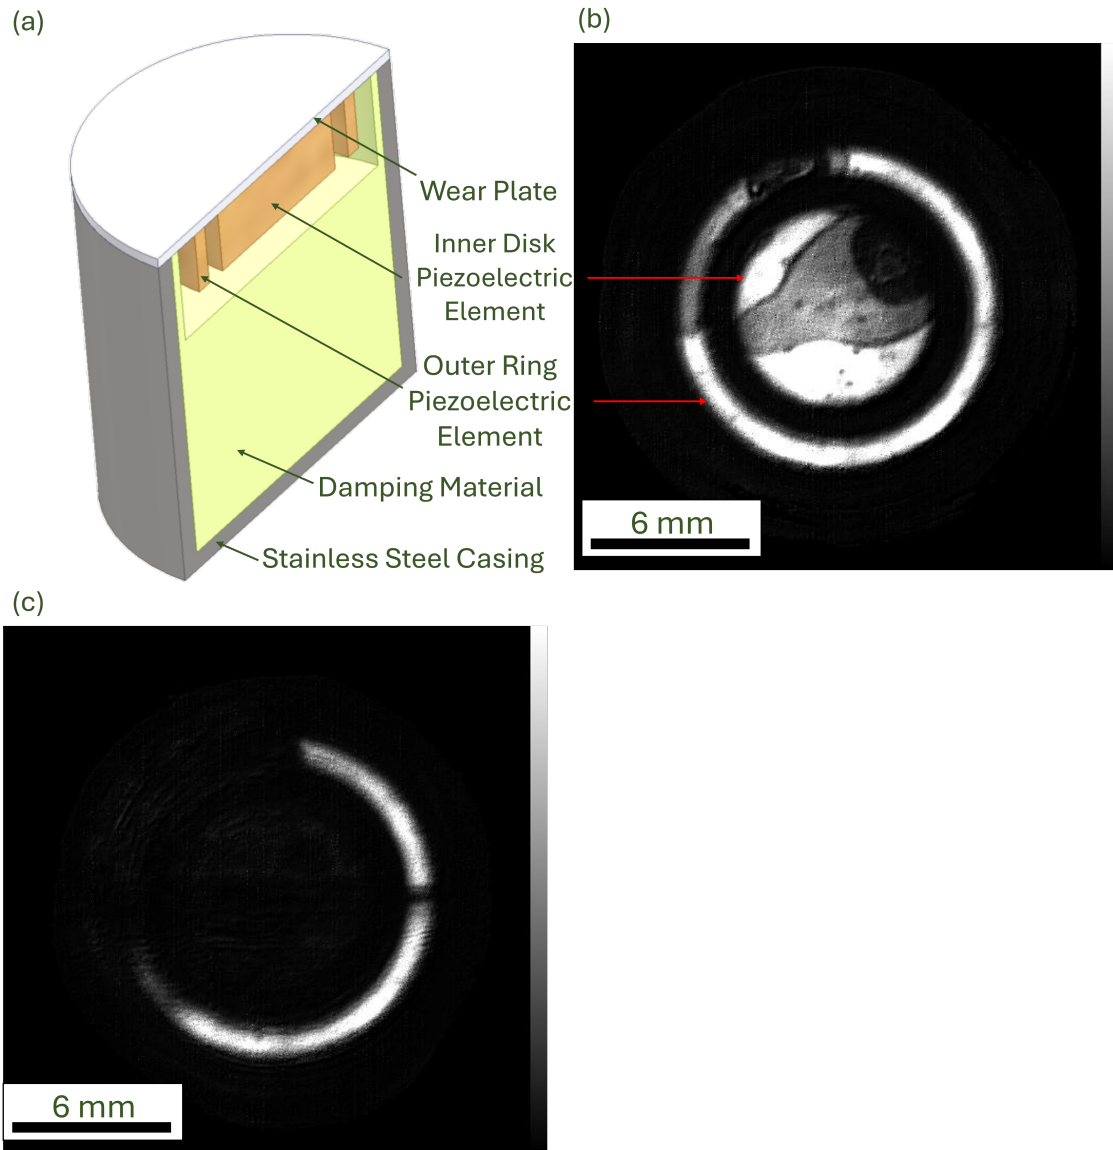 (a)
Wear Plate
Inner Disk
Piezoelectric
Element
Outer Ring
Piezoelectric
Element
Damping Material
Stainless Steel Casing
(b)
6 mm
(c)
6 mm